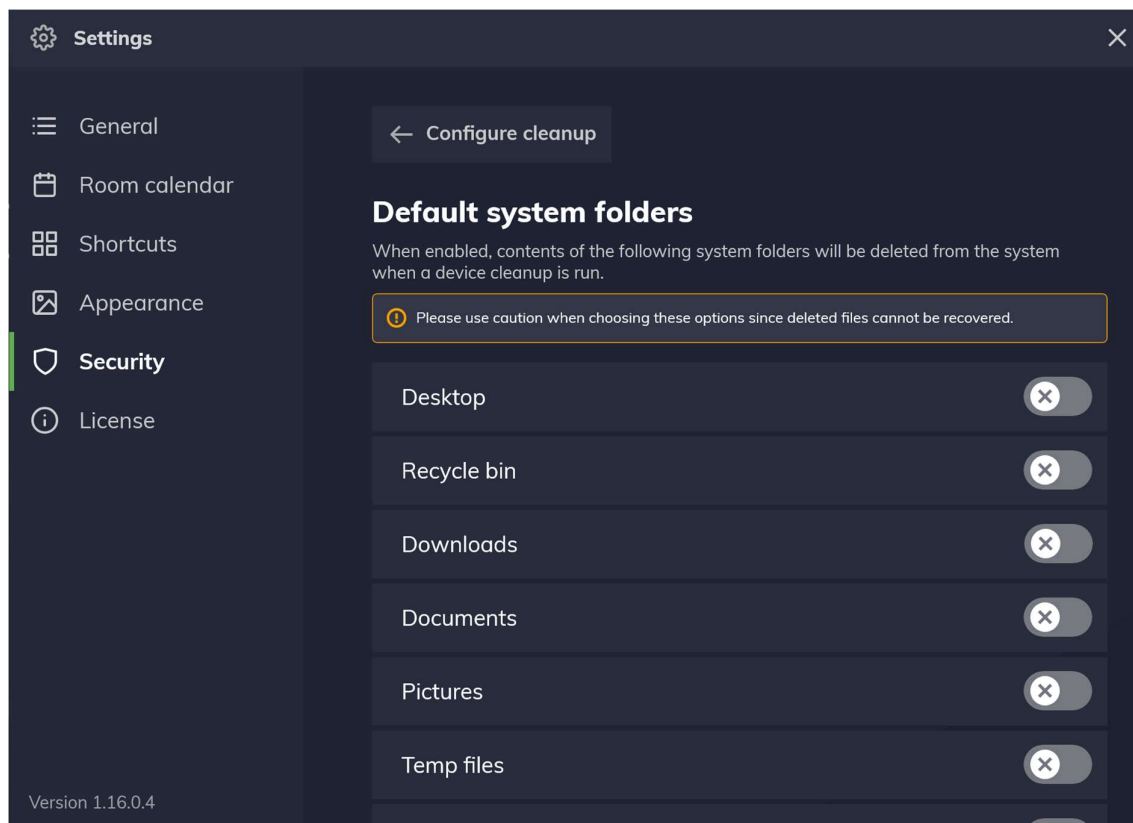 Settings
General
Room calendar
Shortcuts
Appearance
Security
License
Version 1.16.0.4
Configure cleanup
Default system folders
When enabled, contents of the following system folders will be deleted from the system
when a device cleanup is run.
Please use caution when choosing these options since deleted files cannot be recovered.
Desktop
Recycle bin
Downloads
Documents
Pictures
Temp files